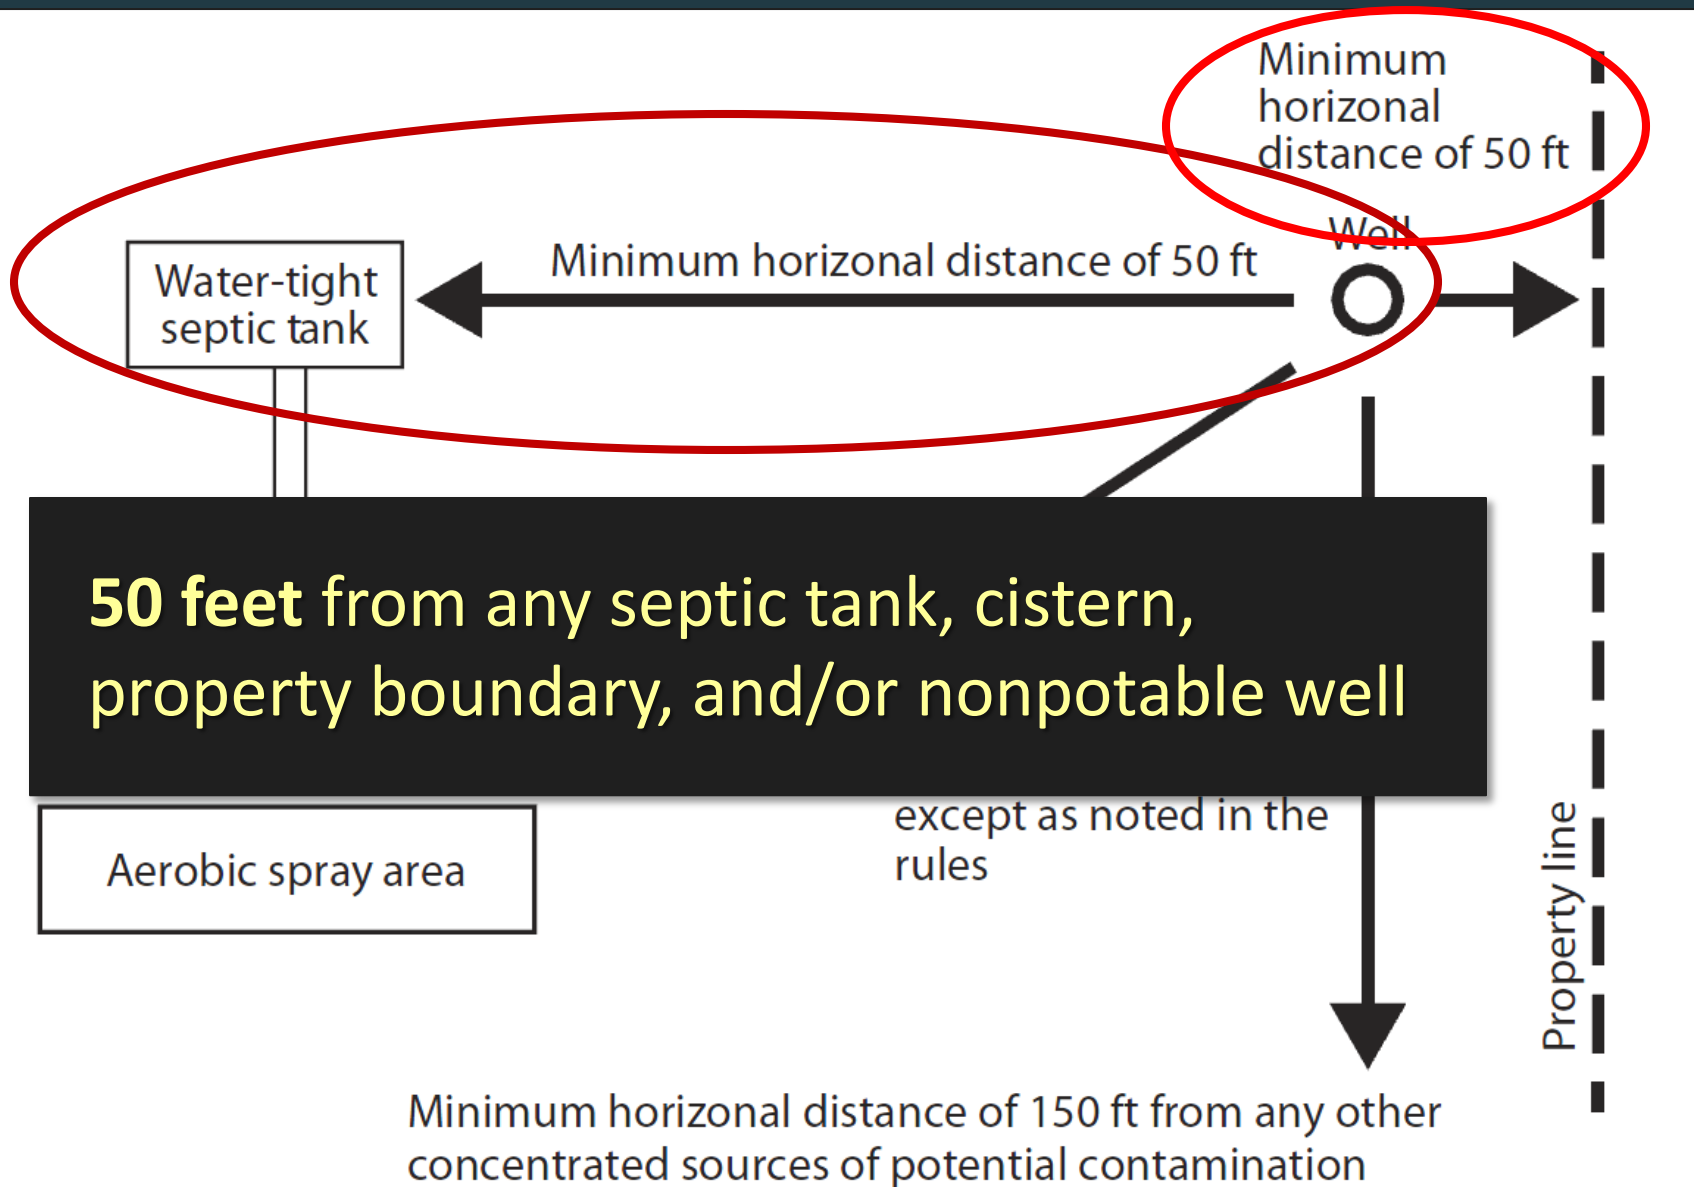 Minimum
horizonal
distance of 50 ft
Well
Minimum horizonal distance of 50 ft
Water-tight
septic tank
50 feet from any septic tank, cistern,
property boundary, and/or nonpotable well
except as noted in the
rules
Aerobic spray area
Property line
Minimum horizonal distance of 150 ft from any other
concentrated sources of potential contamination